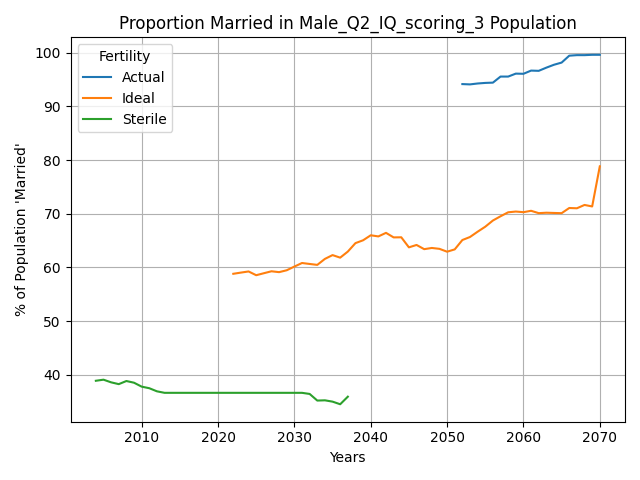 Proportion Married in Male_Q2_IQ_scoring_3 Population
Fertility
Actual
Ideal
Sterile
% of Population 'Married'
100
90
80
70
60
50
40
2010 2020 2030 2040 2050 2060 2070
Years